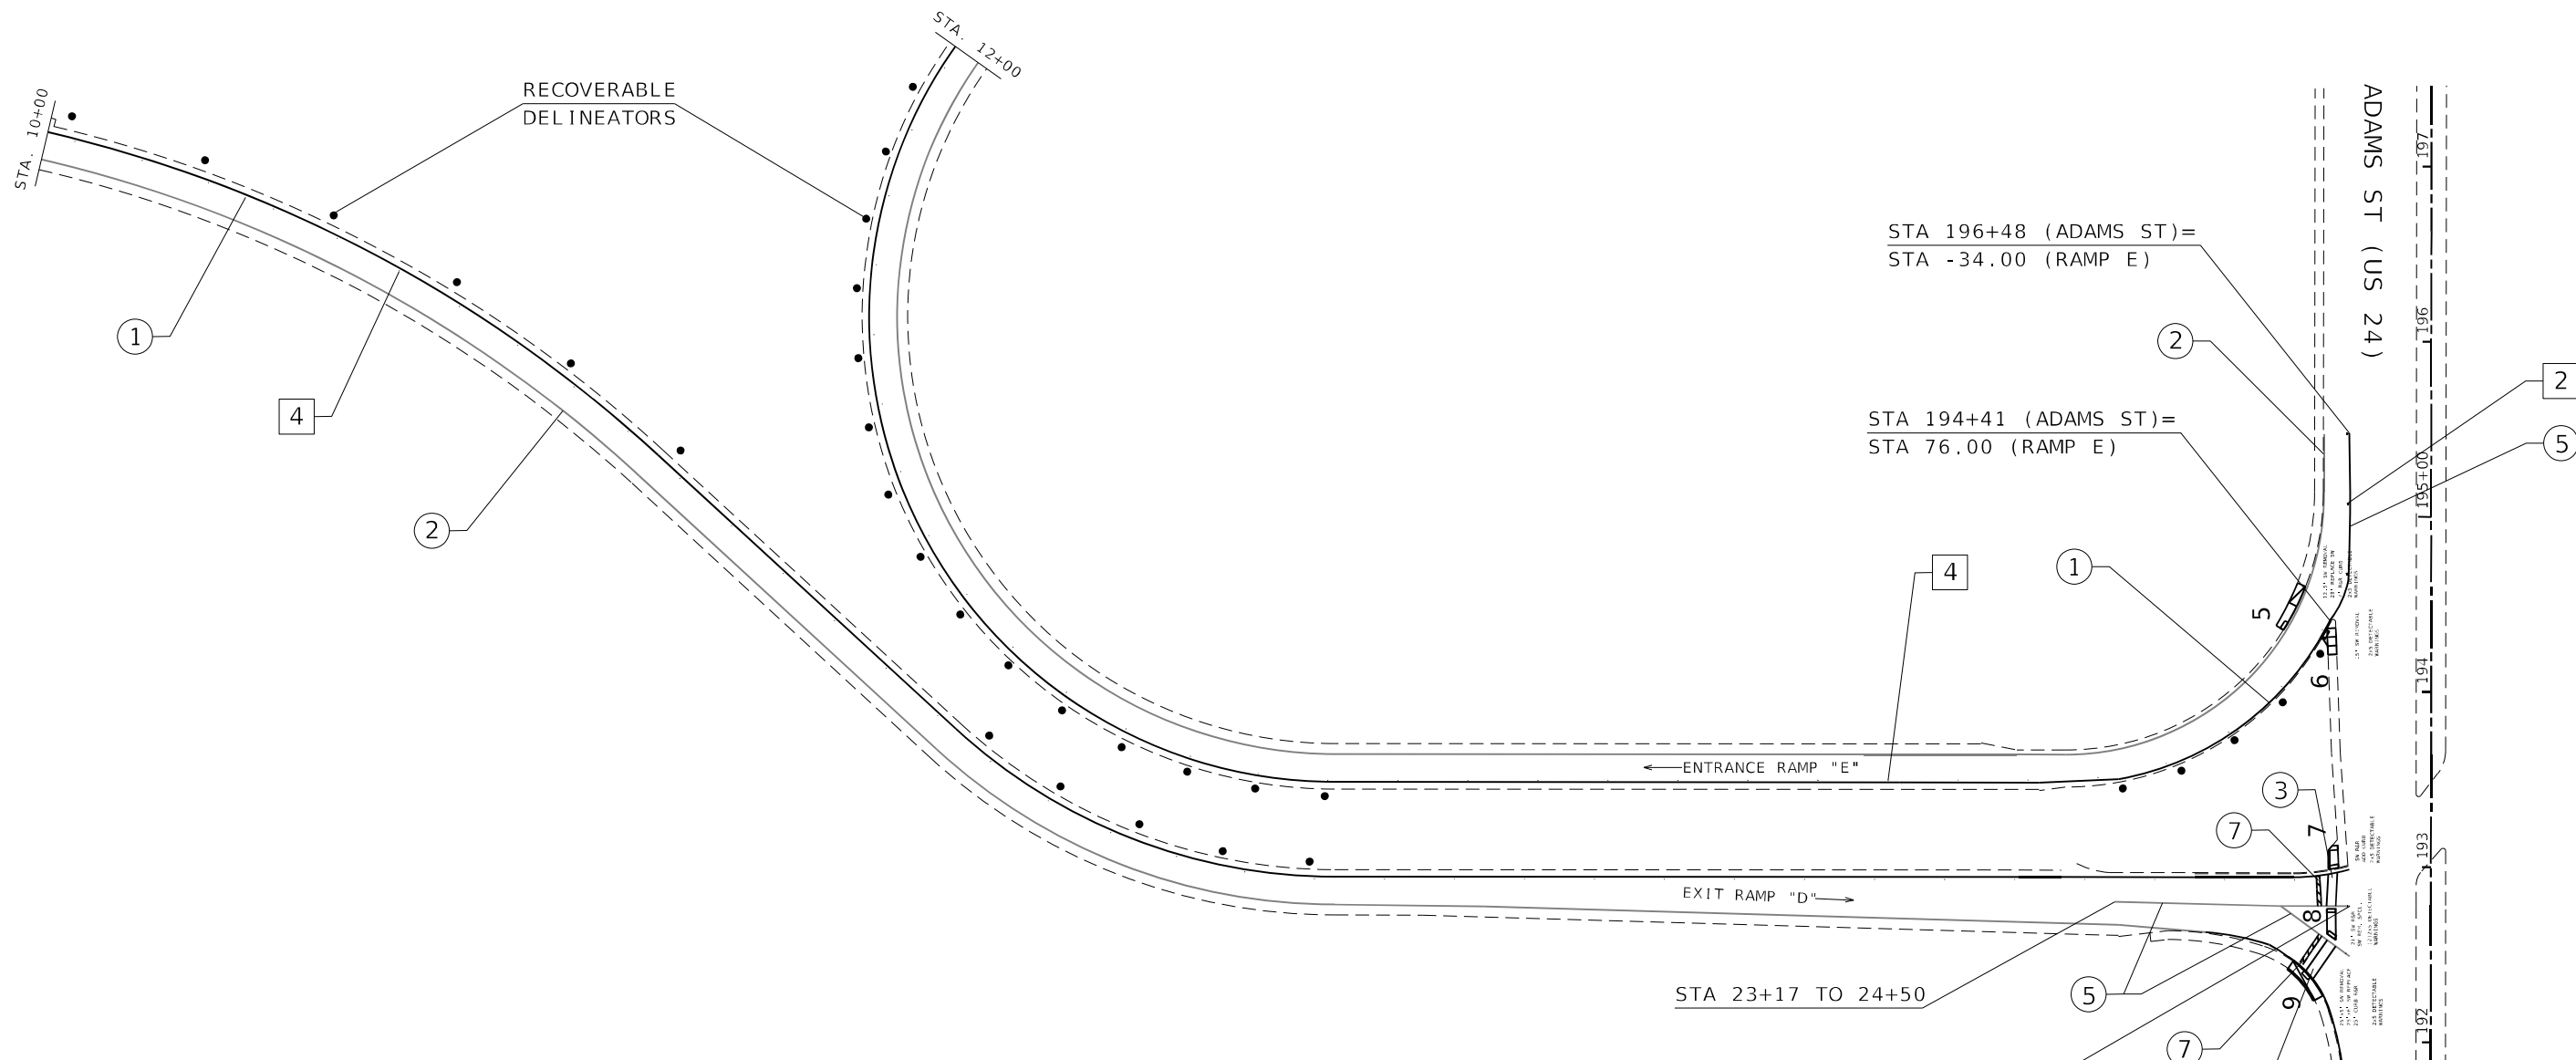 STA. 12+00
STA. 10+00
RECOVERABLE
DELINEATORS
ADAMS ST (US 24)
197
196
195+00
194
193
192
STA 196+48 (ADAMS ST)=
STA -34.00 (RAMP E)
2
2
5
STA 194+41 (ADAMS ST)=
STA 76.00 (RAMP E)
1
4
2
4
1
5
6
ENTRANCE RAMP "E"
3
7
7
EXIT RAMP "D"
8
STA 23+17 TO 24+50
5
9
7
2x5 DETECTABLE
WARNINGS